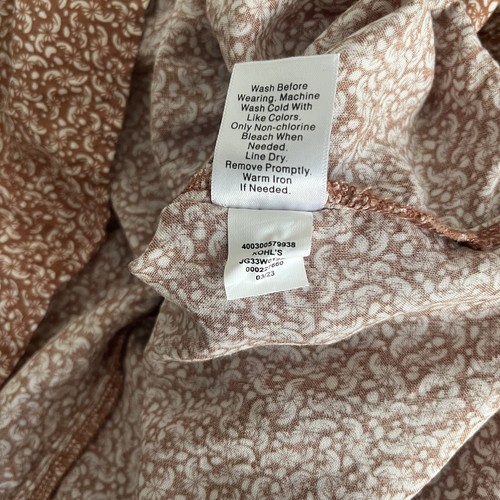 Wash Before
Wearing. Machine
Wash Cold With
Like Colors.
Only Non-chlorine
Bleach When
Needed.
Line Dry.
Remove Promptly.
Warm Iron
If Needed.
400300579938
KOHL'S
03/23